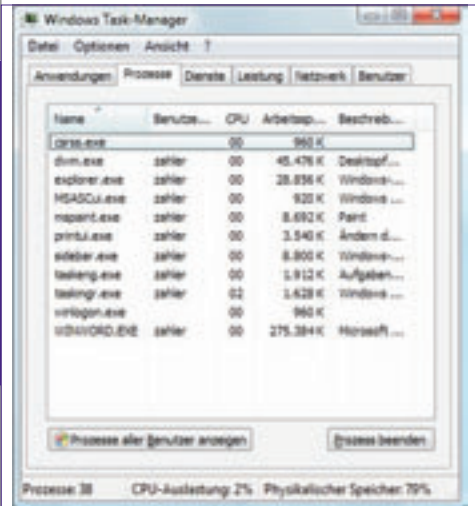 Windows Task-Manager
Datei Optionen Ansicht ?
Anwendungen Prozesse Dienste Leistung Netzwerk Benutzer
Name Benutze... CPU Arbeitssp... Beschreib...
csrss.exe 00 960 K
dwm.exe zahler 00 45.476 K Desktopf...
explorer.exe zahler 00 28.856 K Windows-...
MSASCui.exe zahler 00 920 K Windows ...
mspaint.exe zahler 00 8.692 K Paint
printui.exe zahler 00 3.540 K Ändern d...
sidebar.exe zahler 00 8.800 K Windows-...
taskeng.exe zahler 00 1.912 K Aufgaben...
taskmgr.exe zahler 02 1.628 K Windows ...
winlogon.exe 00 960 K
WINWORD.EXE zahler 00 275.384 K Microsoft ...
Prozesse aller Benutzer anzeigen Prozess beenden
Prozesse: 38 CPU-Auslastung: 2% Physikalischer Speicher: 79%